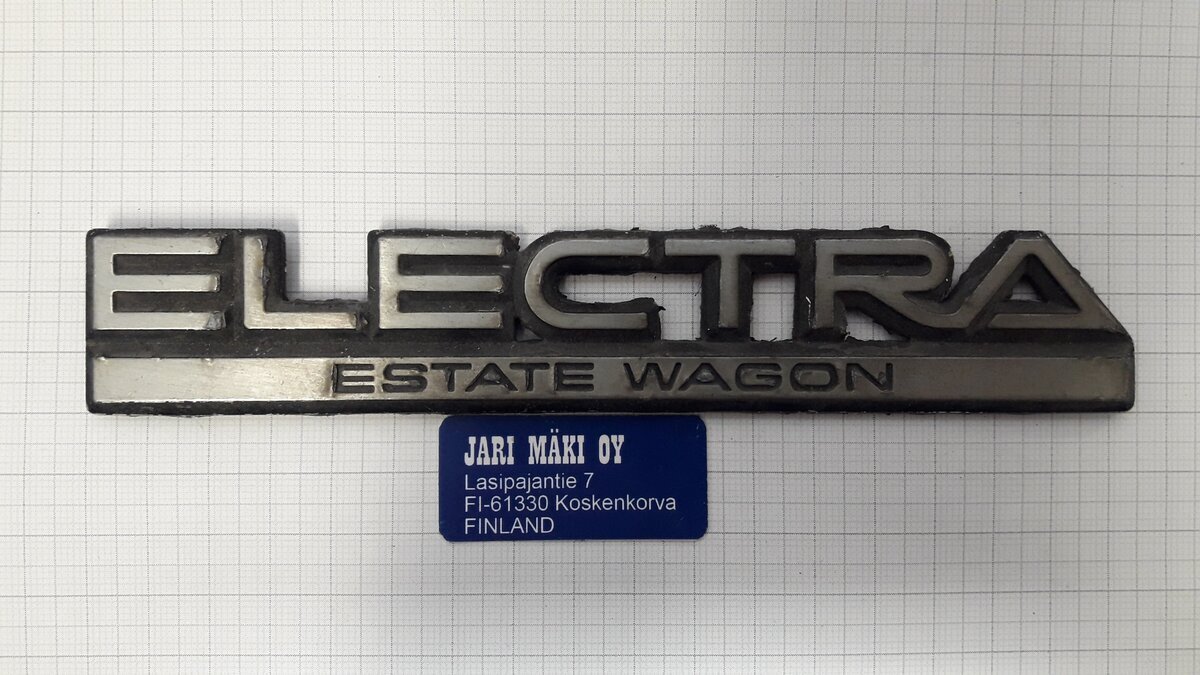 ELECTRA
ESTATE WAGON
JARI MÄKI OY
Lasipajantie 7
FI-61330 Koskenkorva
FINLAND